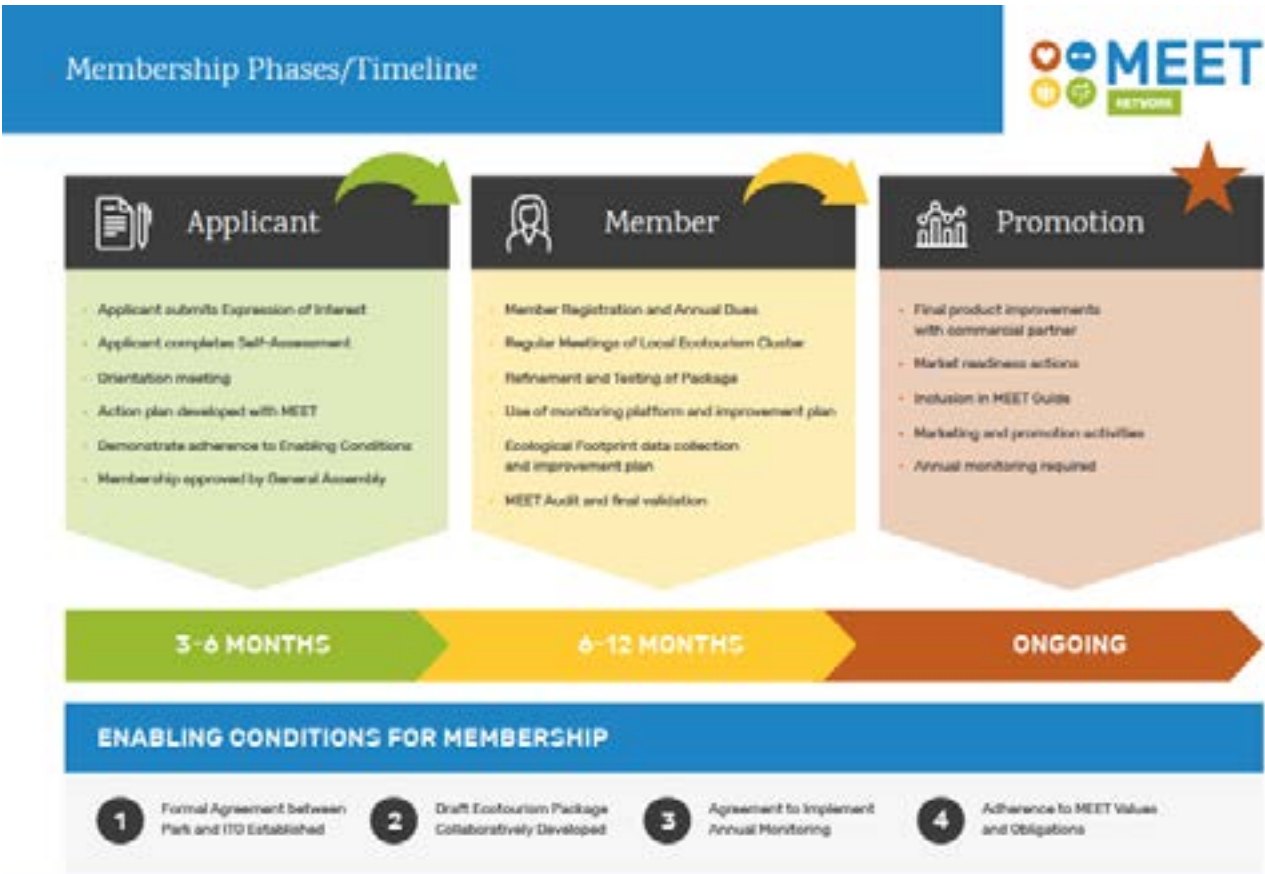 Membership Phases/Timeline
MEET
NETWORK
Applicant
Applicant submits Expression of Interest
Applicant completes Self-Assessment
Orientation meeting
Action plan developed with MEET
Demonstrate adherence to Enabling Conditions
Membership approved by General Assembly
Member
Member Registration and Annual Dues
Regular Meetings of Local Ecotourism Cluster
Refinement and Testing of Package
Use of monitoring platform and improvement plan
Ecological Footprint data collection
and improvement plan
MEET Audit and final validation
Promotion
Final product improvements
with commercial partner
Market readiness actions
Inclusion in MEET Guide
Marketing and promotion activities
Annual monitoring required
3-6 MONTHS
6-12 MONTHS
ONGOING
ENABLING CONDITIONS FOR MEMBERSHIP
1
Formal Agreement between
Park and ITO Established
2
Draft Ecotourism Package
Collaboratively Developed
3
Agreement to Implement
Annual Monitoring
4
Adherence to MEET Values
and Obligations